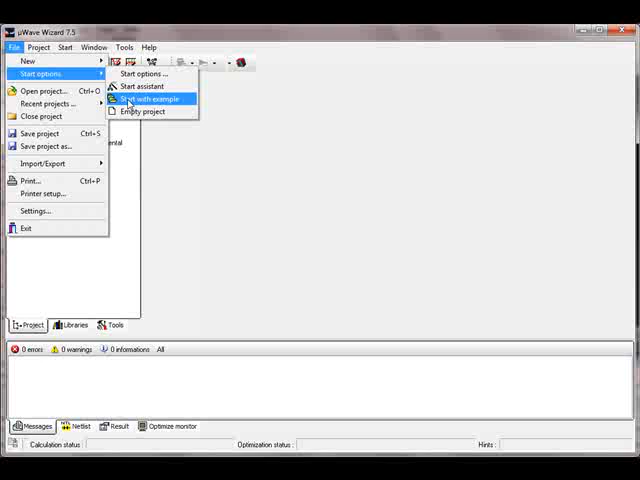 µWave Wizard 7.5
File Project Start Window Tools Help
New
Start options
Start options ...
Start assistant
Open project... Ctrl+O
Start with example
Recent projects ...
Empty project
Close project
Save project Ctrl+S
Save project as...
Import/Export
Print... Ctrl+P
Printer setup...
Settings...
Exit
Project Libraries Tools
0 errors 0 warnings 0 informations All
Messages Netlist Result Optimize monitor
Calculation status : Optimization status : Hints :